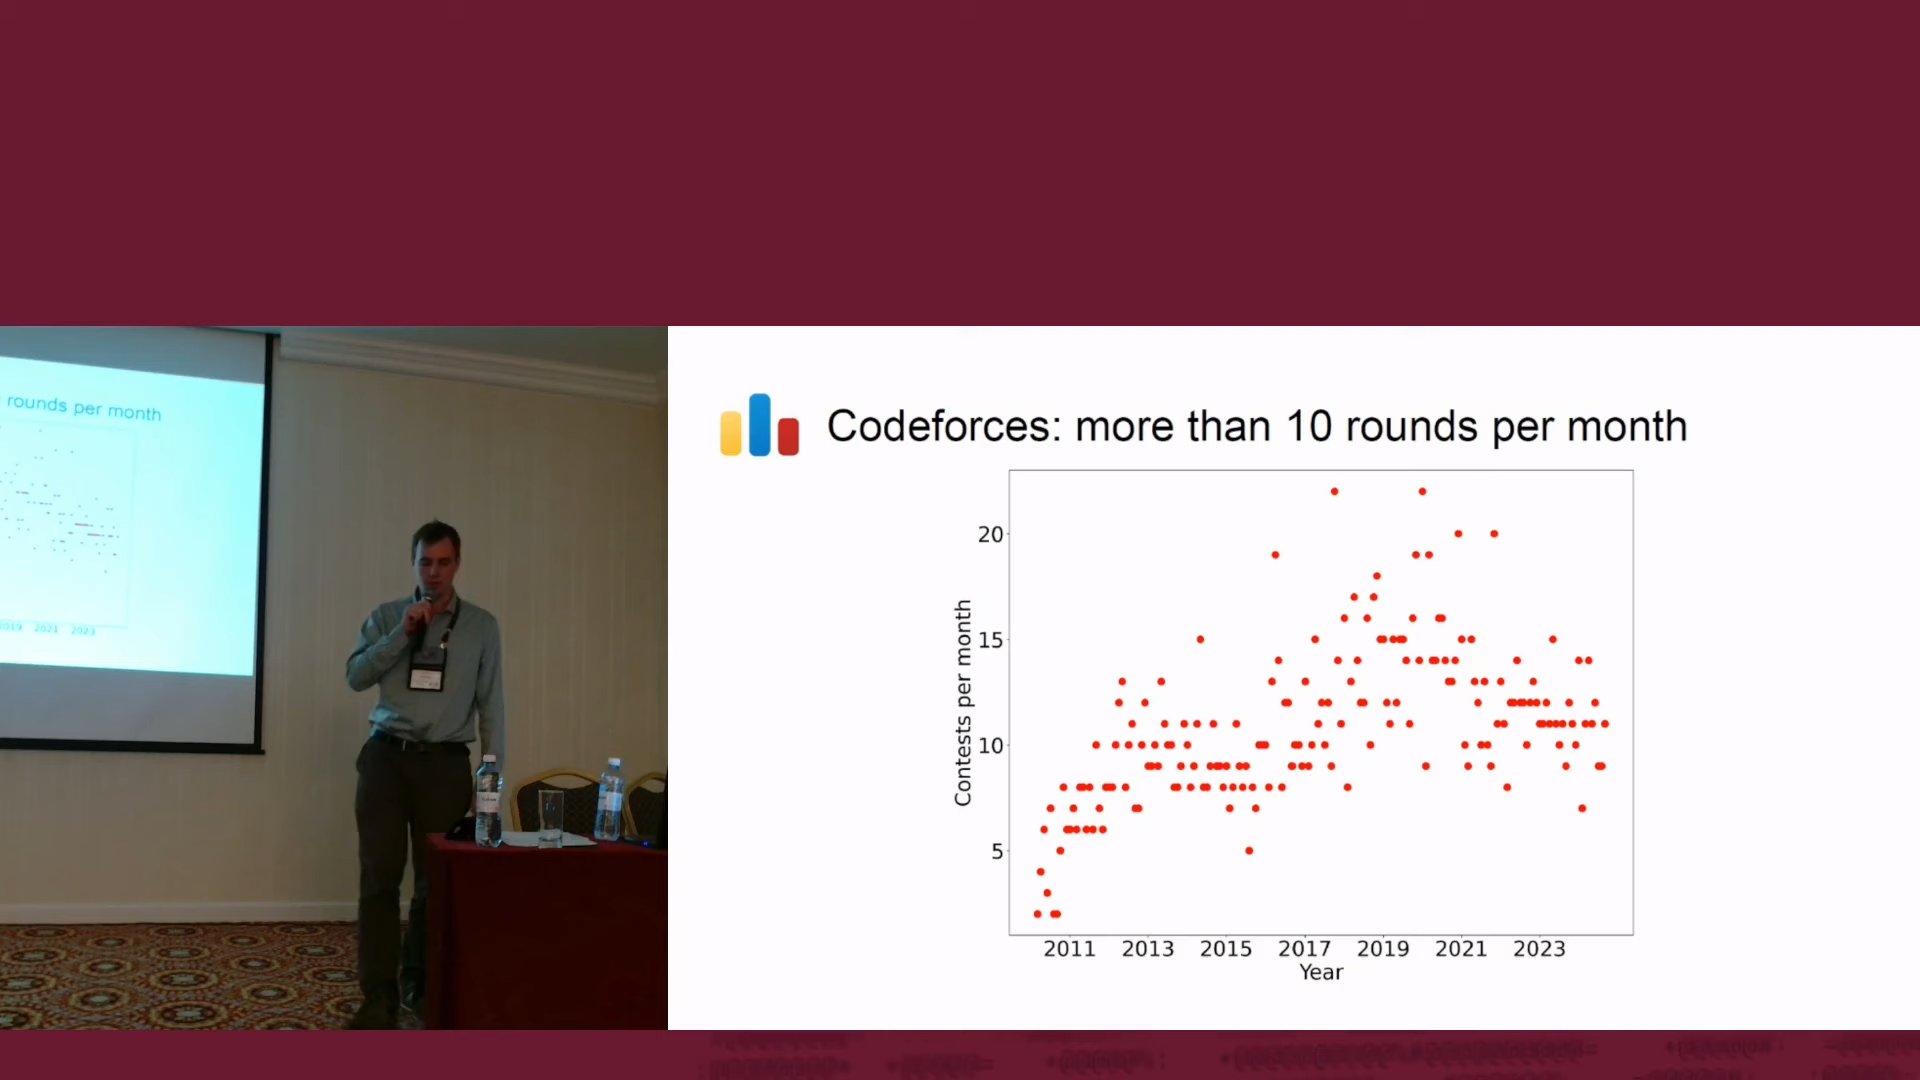 rounds per month
2019 2021 2023
Codeforces: more than 10 rounds per month
20
15
10
5
Contests per month
2011 2013 2015 2017 2019 2021 2023
Year